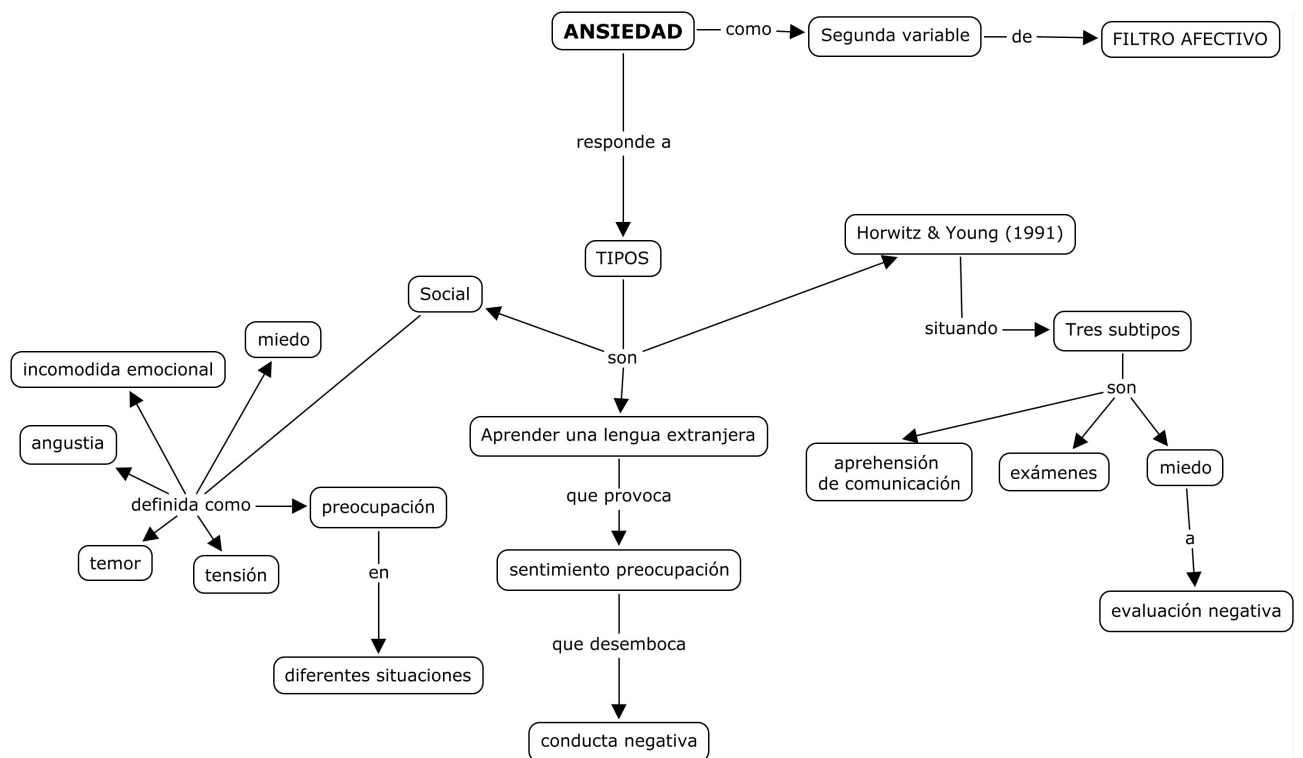 ANSIEDAD
como
Segunda variable
de
FILTRO AFECTIVO
responde a
TIPOS
son
Social
definida como
miedo
incomodida emocional
angustia
temor
tensión
preocupación
en
diferentes situaciones
Aprender una lengua extranjera
que provoca
sentimiento preocupación
que desemboca
conducta negativa
Horwitz & Young (1991)
situando
Tres subtipos
son
aprehensión
de comunicación
exámenes
miedo
a
evaluación negativa